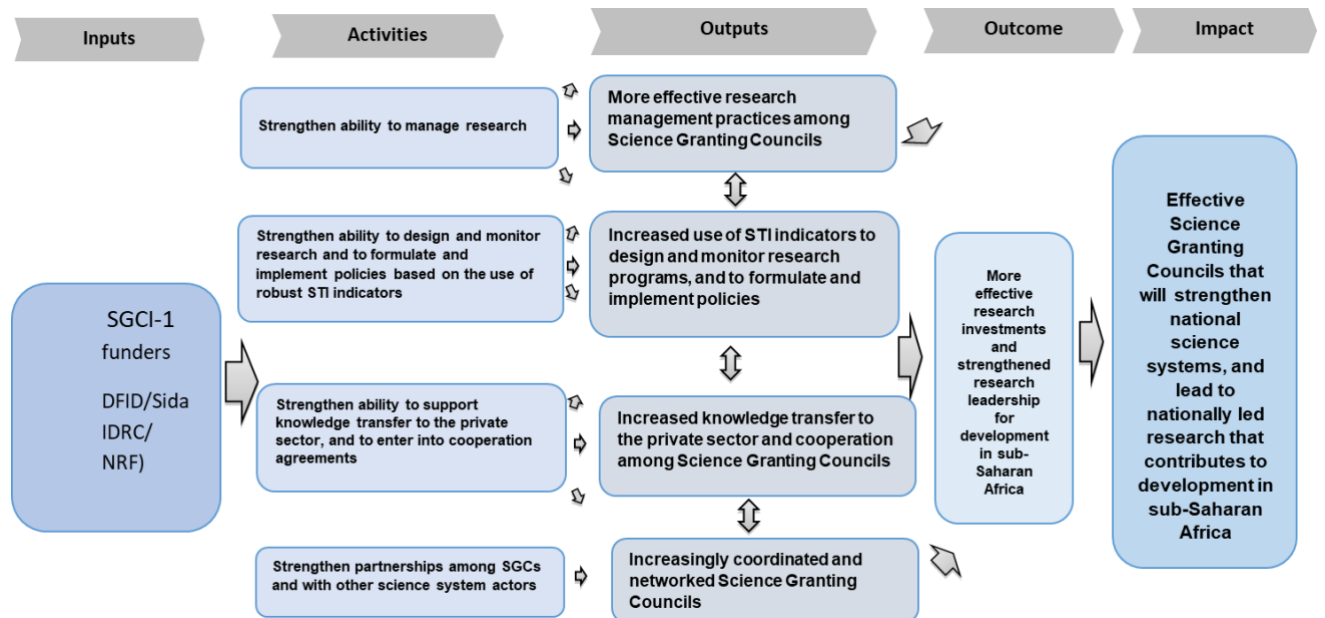 Inputs
Activities
Outputs
Outcome
Impact
SGCI-1
funders
DFID/Sida
IDRC/
NRF)
Strengthen ability to manage research
Strengthen ability to design and monitor
research and to formulate and
implement policies based on the use of
robust STI indicators
Strengthen ability to support
knowledge transfer to the private
sector, and to enter into cooperation
agreements
Strengthen partnerships among SGCs
and with other science system actors
More effective research
management practices among
Science Granting Councils
Increased use of STI indicators to
design and monitor research
programs, and to formulate and
implement policies
Increased knowledge transfer to
the private sector and cooperation
among Science Granting Councils
Increasingly coordinated and
networked Science Granting
Councils
More
effective
research
investments
and
strengthened
research
leadership
for
development
in sub-
Saharan
Africa
Effective
Science
Granting
Councils that
will strengthen
national
science
systems, and
lead to
nationally led
research that
contributes to
development in
sub-Saharan
Africa